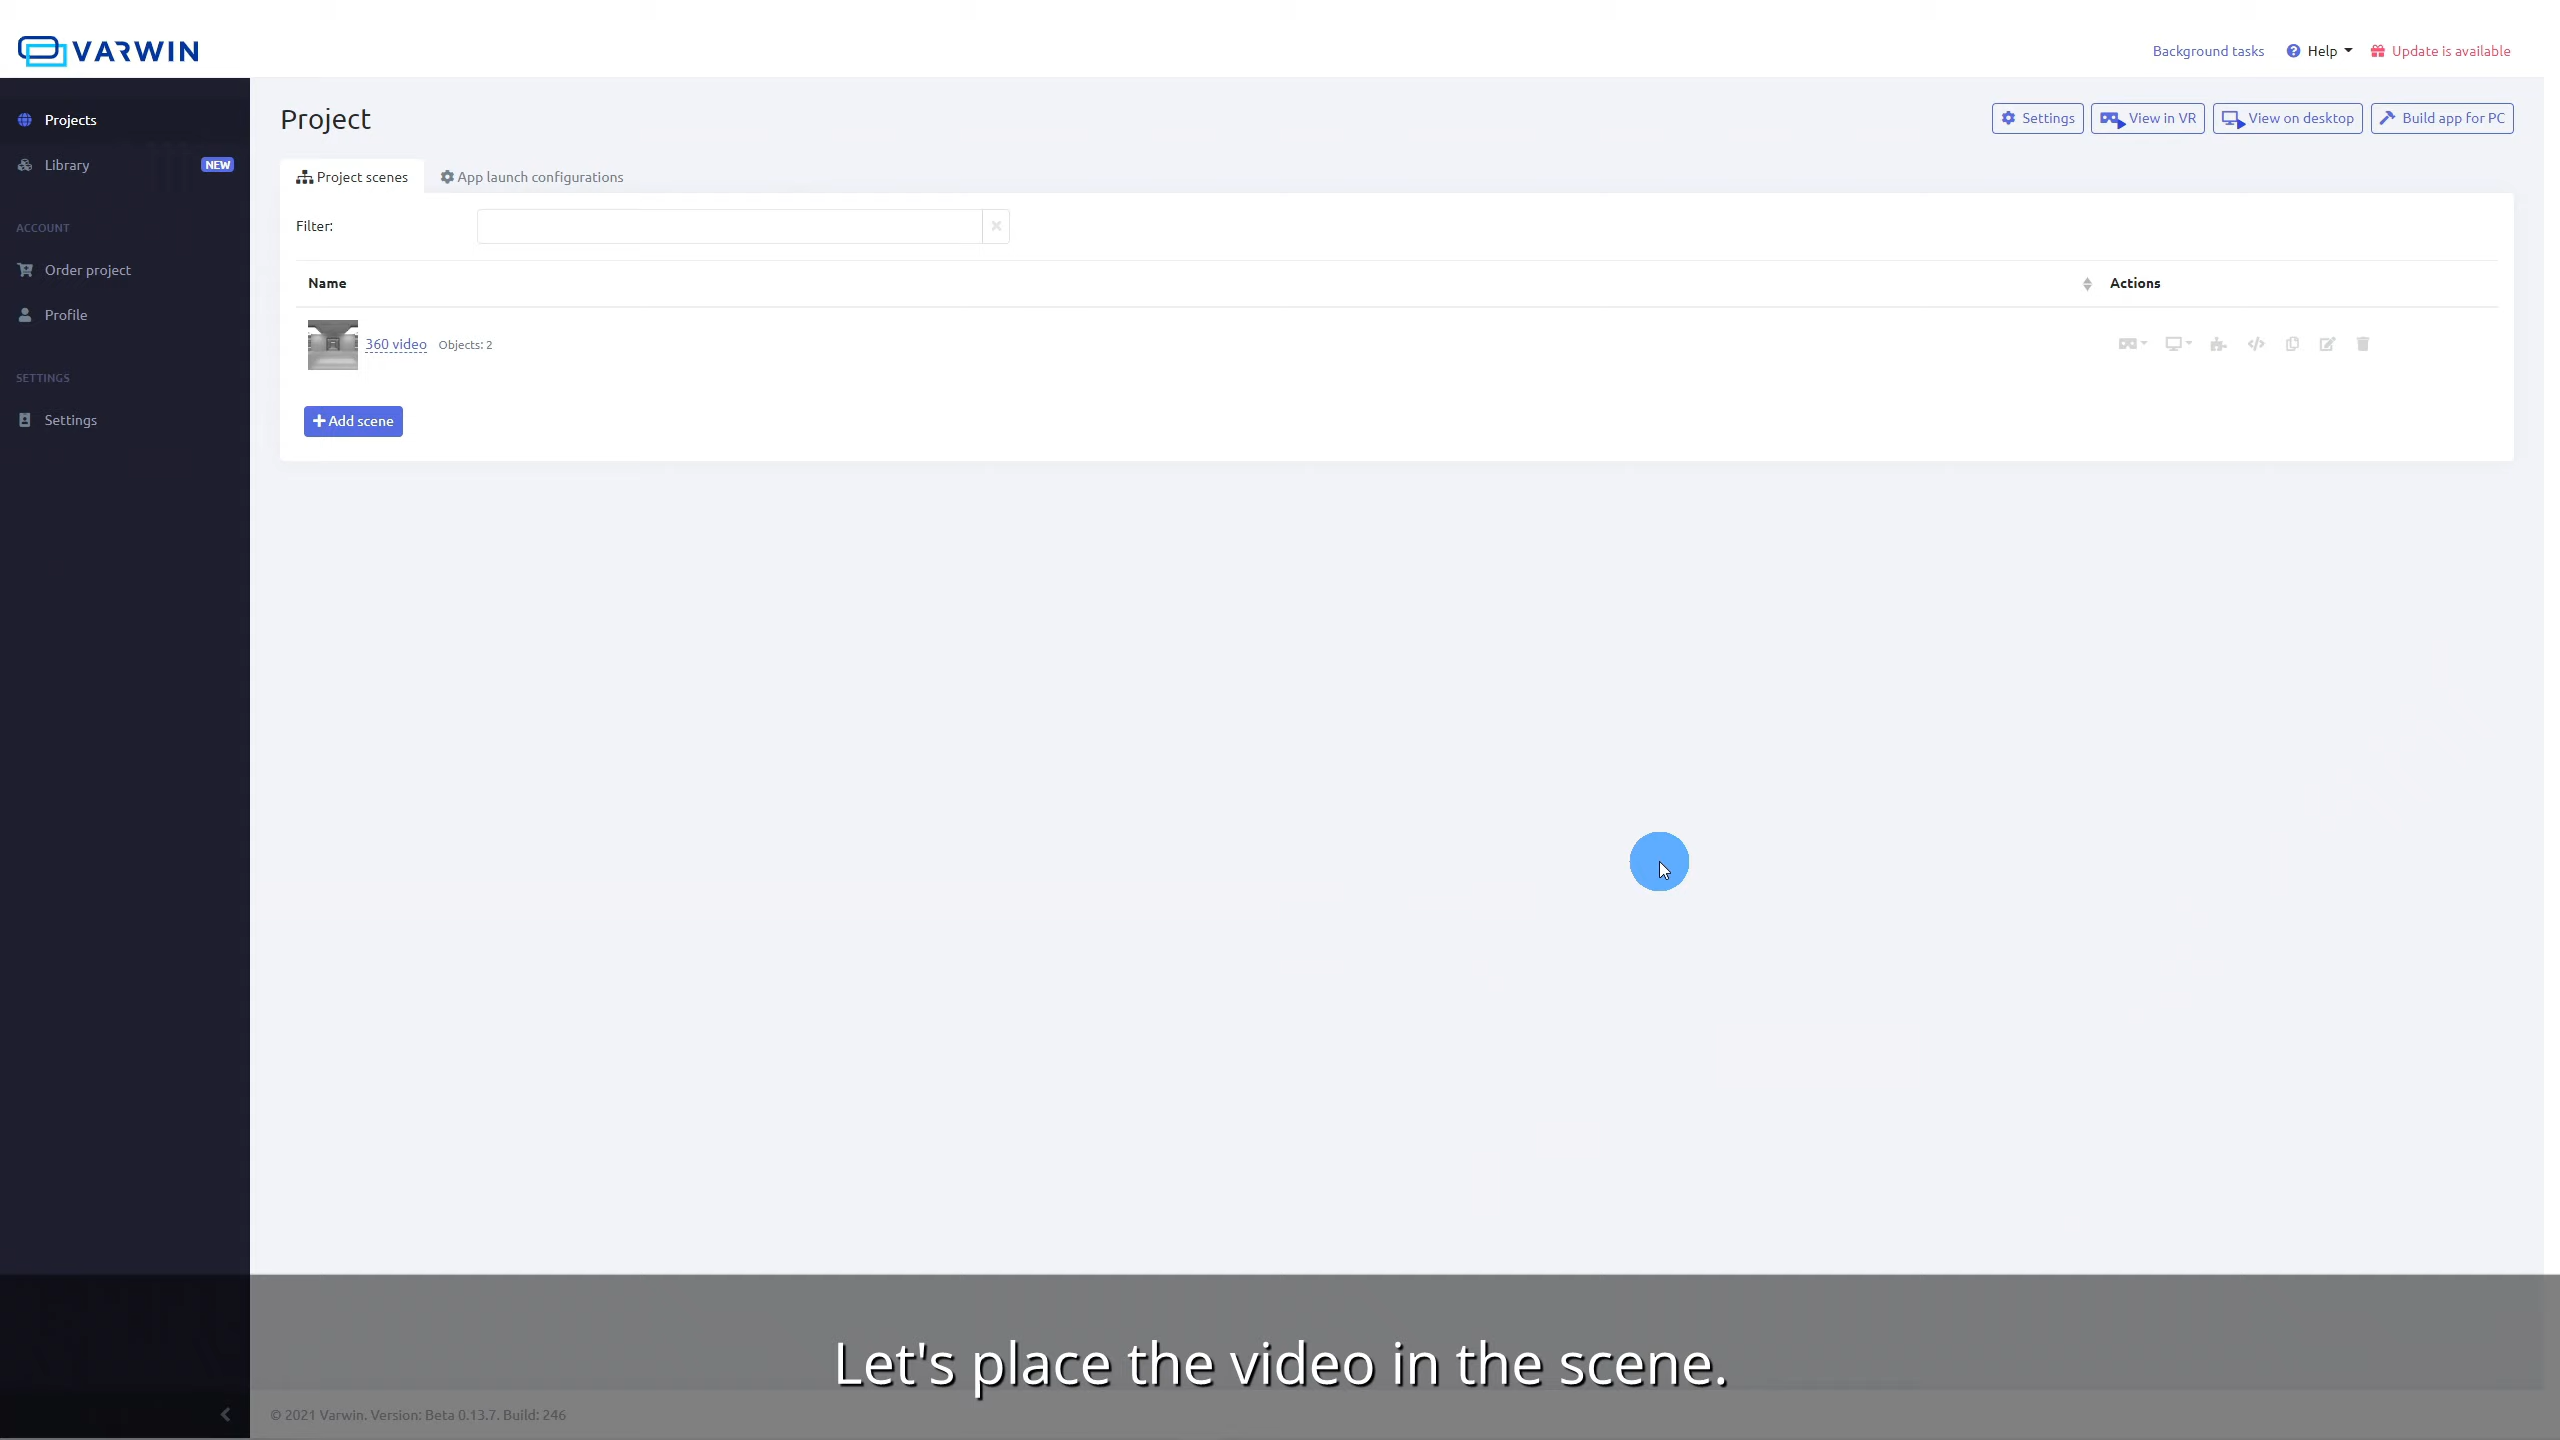 VARWIN
Background tasks
Help
Update is available
Projects
Library
NEW
ACCOUNT
Order project
Profile
SETTINGS
Settings
Project
Settings
View in VR
View on desktop
Build app for PC
Project scenes
App launch configurations
Filter:
Name
Actions
360 video
Objects: 2
Add scene
Let's place the video in the scene.
© 2021 Varwin. Version: Beta 0.13.7. Build: 246